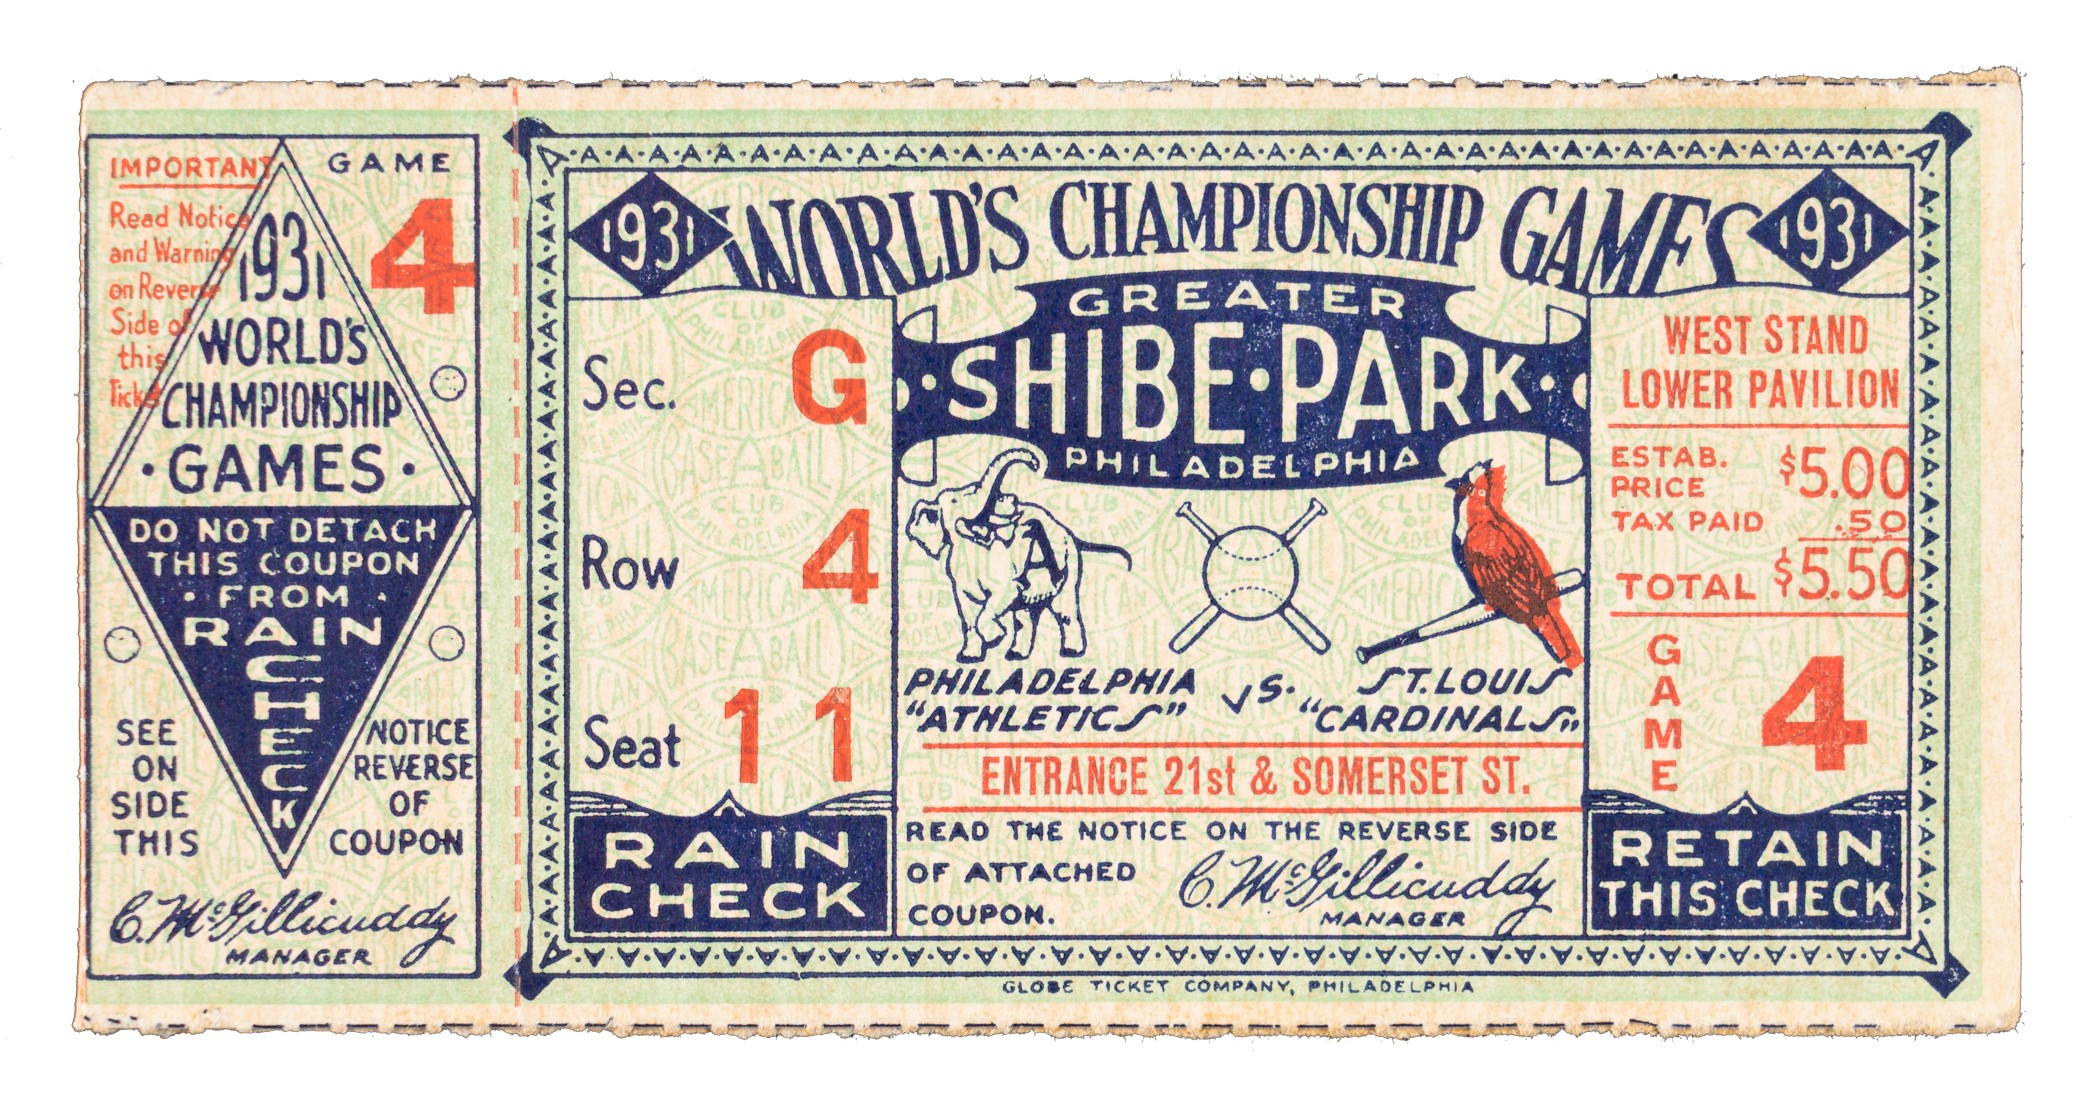 IMPORTANT
Read Notice
and Warning
on Reverse
Side of
this
Ticket
GAME
4
1931
WORLD'S
CHAMPIONSHIP
·GAMES·
DO NOT DETACH
THIS COUPON
·FROM·
RAIN
CHECK
SEE
ON
SIDE
THIS
NOTICE
REVERSE
OF
COUPON
C. McGillicuddy
MANAGER
1931 WORLD'S CHAMPIONSHIP GAMES 1931
Sec. G
Row 4
Seat 11
RAIN
CHECK
GREATER
·SHIBE·PARK·
PHILADELPHIA
A
PHILADELPHIA VS. ST. LOUIS
"ATHLETICS" "CARDINALS"
ENTRANCE 21st & SOMERSET ST.
READ THE NOTICE ON THE REVERSE SIDE
OF ATTACHED
COUPON.
C. McGillicuddy
MANAGER
WEST STAND
LOWER PAVILION
ESTAB.
PRICE $5.00
TAX PAID .50
TOTAL $5.50
GAME
4
RETAIN
THIS CHECK
GLOBE TICKET COMPANY, PHILADELPHIA